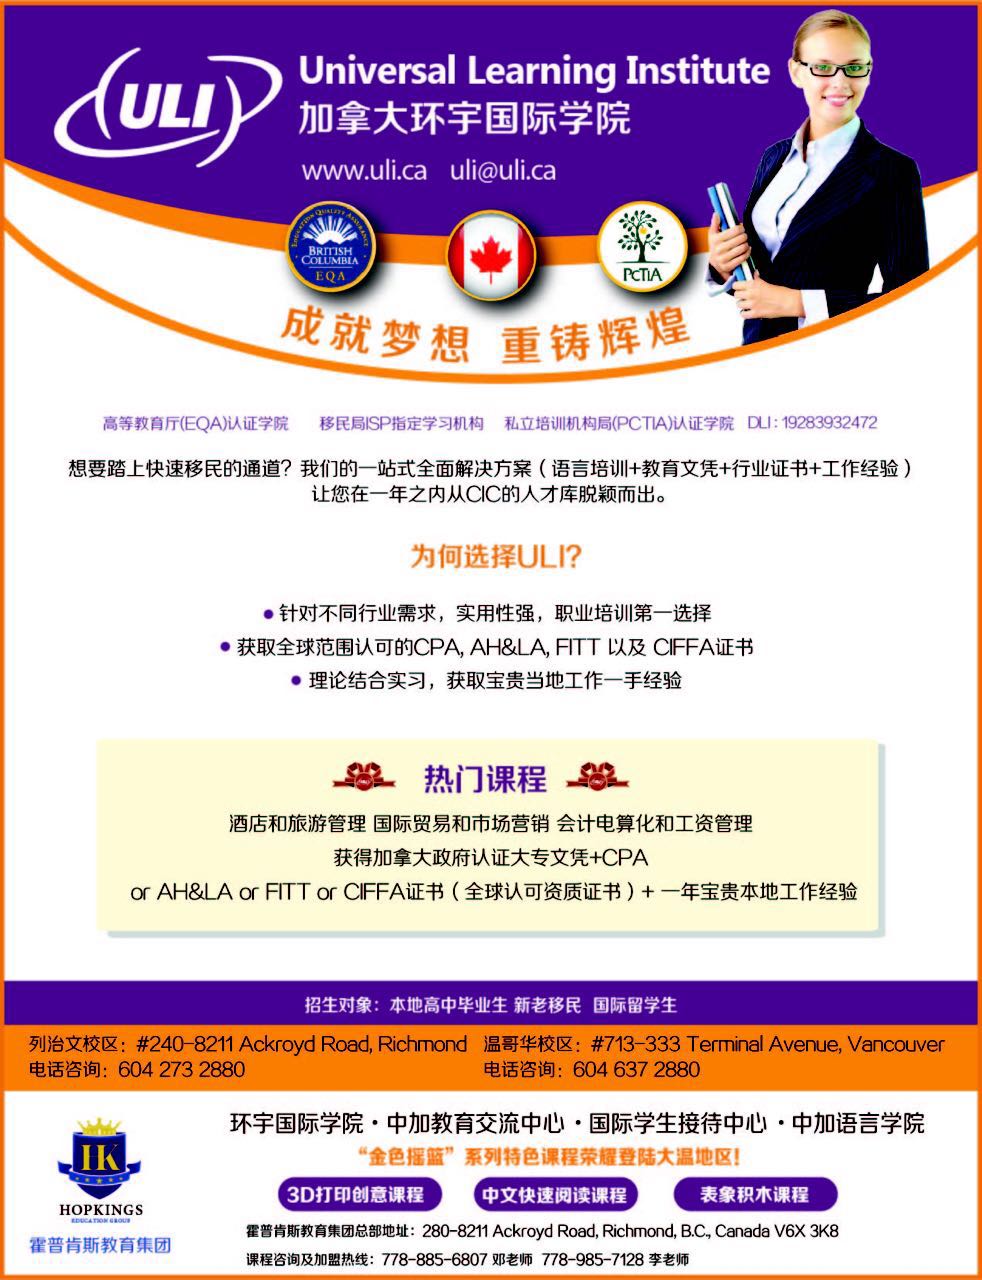 ULI
Universal Learning Institute
加拿大环宇国际学院
www.uli.ca uli@uli.ca
EDUCATION QUALITY ASSURANCE
BRITISH
COLUMBIA
EQA
PCTIA
成就梦想 重铸辉煌
高等教育厅(EQA)认证学院 移民局ISP指定学习机构 私立培训机构局(PCTIA)认证学院 DLI : 19283932472
想要踏上快速移民的通道？我们的一站式全面解决方案（语言培训+教育文凭+行业证书+工作经验）
让您在一年之内从CIC的人才库脱颖而出。
为何选择ULI?
● 针对不同行业需求，实用性强，职业培训第一选择
● 获取全球范围认可的CPA, AH&LA, FITT 以及 CIFFA证书
● 理论结合实习，获取宝贵当地工作一手经验
热门课程
酒店和旅游管理 国际贸易和市场营销 会计电算化和工资管理
获得加拿大政府认证大专文凭+CPA
or AH&LA or FITT or CIFFA证书（全球认可资质证书）+ 一年宝贵本地工作经验
招生对象：本地高中毕业生 新老移民 国际留学生
列治文校区：#240-8211 Ackroyd Road, Richmond 温哥华校区：#713-333 Terminal Avenue, Vancouver
电话咨询：604 273 2880 电话咨询：604 637 2880
环宇国际学院·中加教育交流中心·国际学生接待中心·中加语言学院
“金色摇篮”系列特色课程荣耀登陆大温地区！
3D打印创意课程 中文快速阅读课程 表象积木课程
HK
HOPKINGS
EDUCATION GROUP
霍普肯斯教育集团
霍普肯斯教育集团总部地址：280-8211 Ackroyd Road, Richmond, B.C., Canada V6X 3K8
课程咨询及加盟热线：778-885-6807 邓老师 778-985-7128 李老师